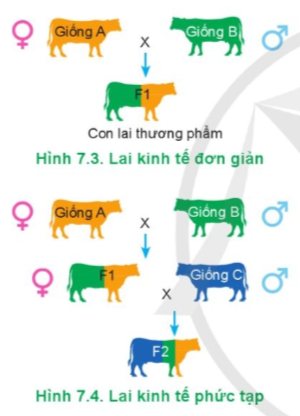 Giống A
X
Giống B
F1
Con lai thương phẩm
Hình 7.3. Lai kinh tế đơn giản
Giống A
X
Giống B
F1
X
Giống C
F2
Hình 7.4. Lai kinh tế phức tạp